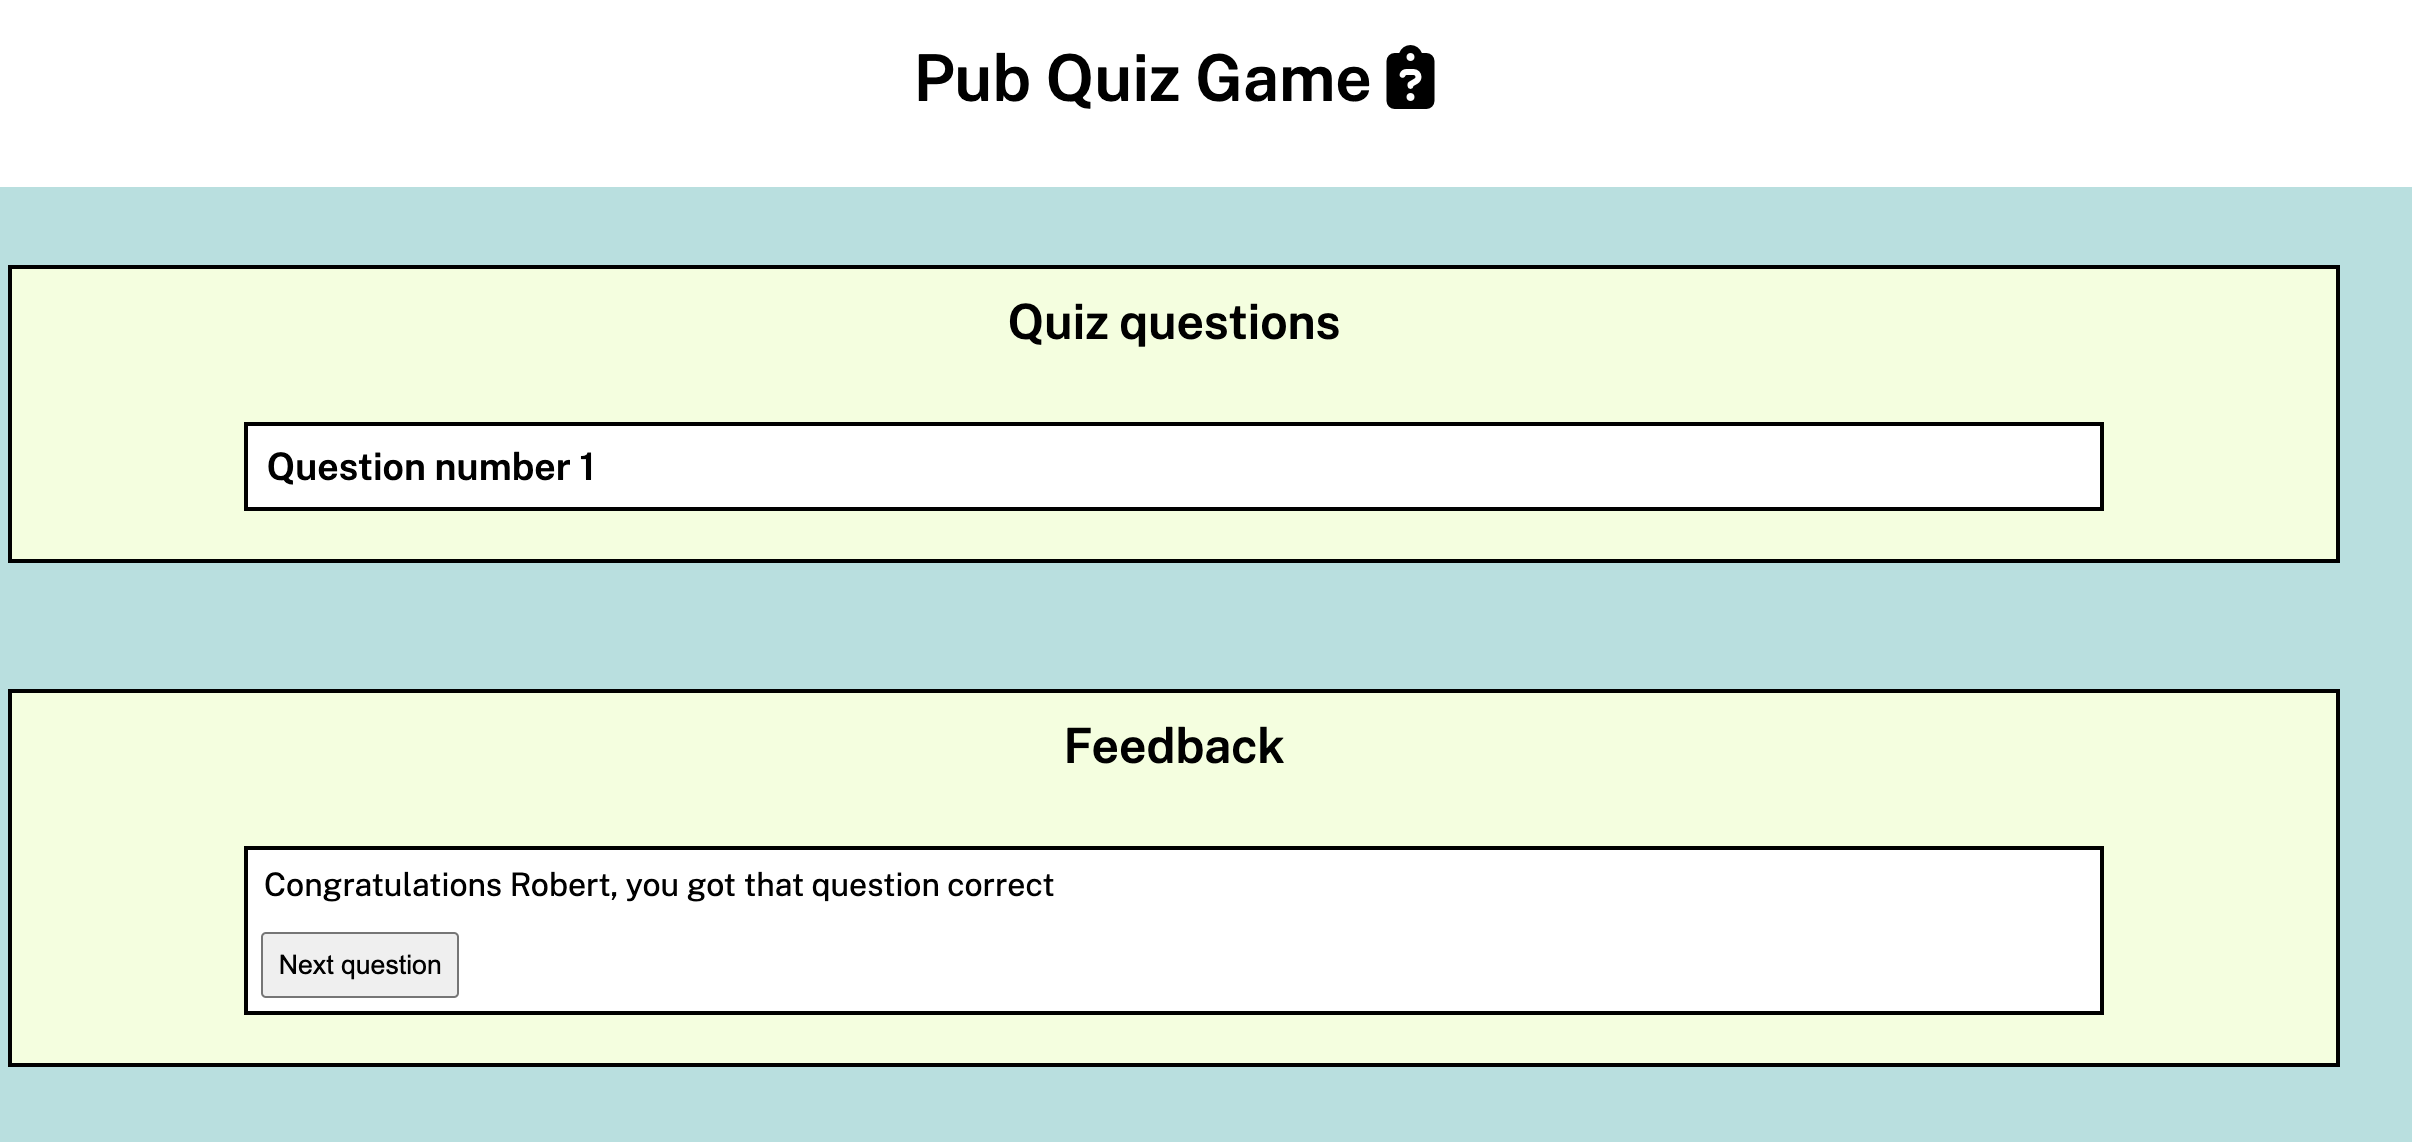 Pub Quiz Game
Quiz questions
Question number 1
Feedback
Congratulations Robert, you got that question correct
Next question